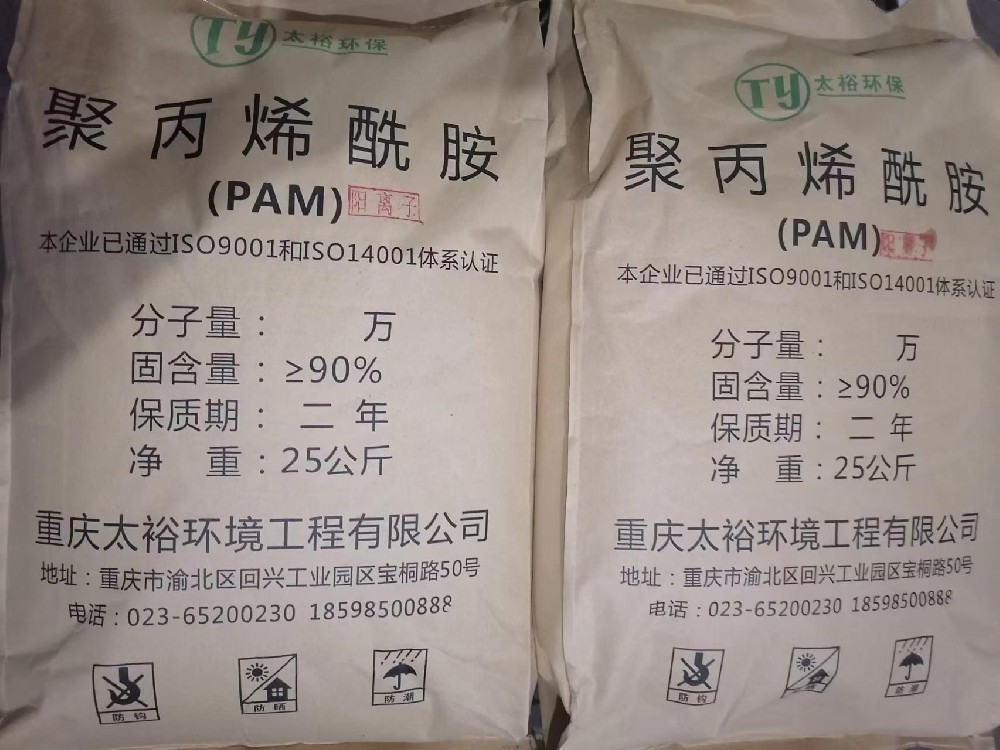 TY 太裕环保
聚丙烯酰胺
(PAM) 阳离子
本企业已通过ISO9001和ISO14001体系认证
分子量： 万
固含量：≥90%
保质期：二年
净 重：25公斤
重庆太裕环境工程有限公司
地址：重庆市渝北区回兴工业园区宝桐路50号
电话：023-65200230 18598500888
防钩 防晒 防潮
TY 太裕环保
聚丙烯酰胺
(PAM) 阳离子
本企业已通过ISO9001和ISO14001体系认证
分子量： 万
固含量：≥90%
保质期：二年
净 重：25公斤
重庆太裕环境工程有限公司
地址：重庆市渝北区回兴工业园区宝桐路50号
电话：023-65200230 18598500888
防钩 防潮